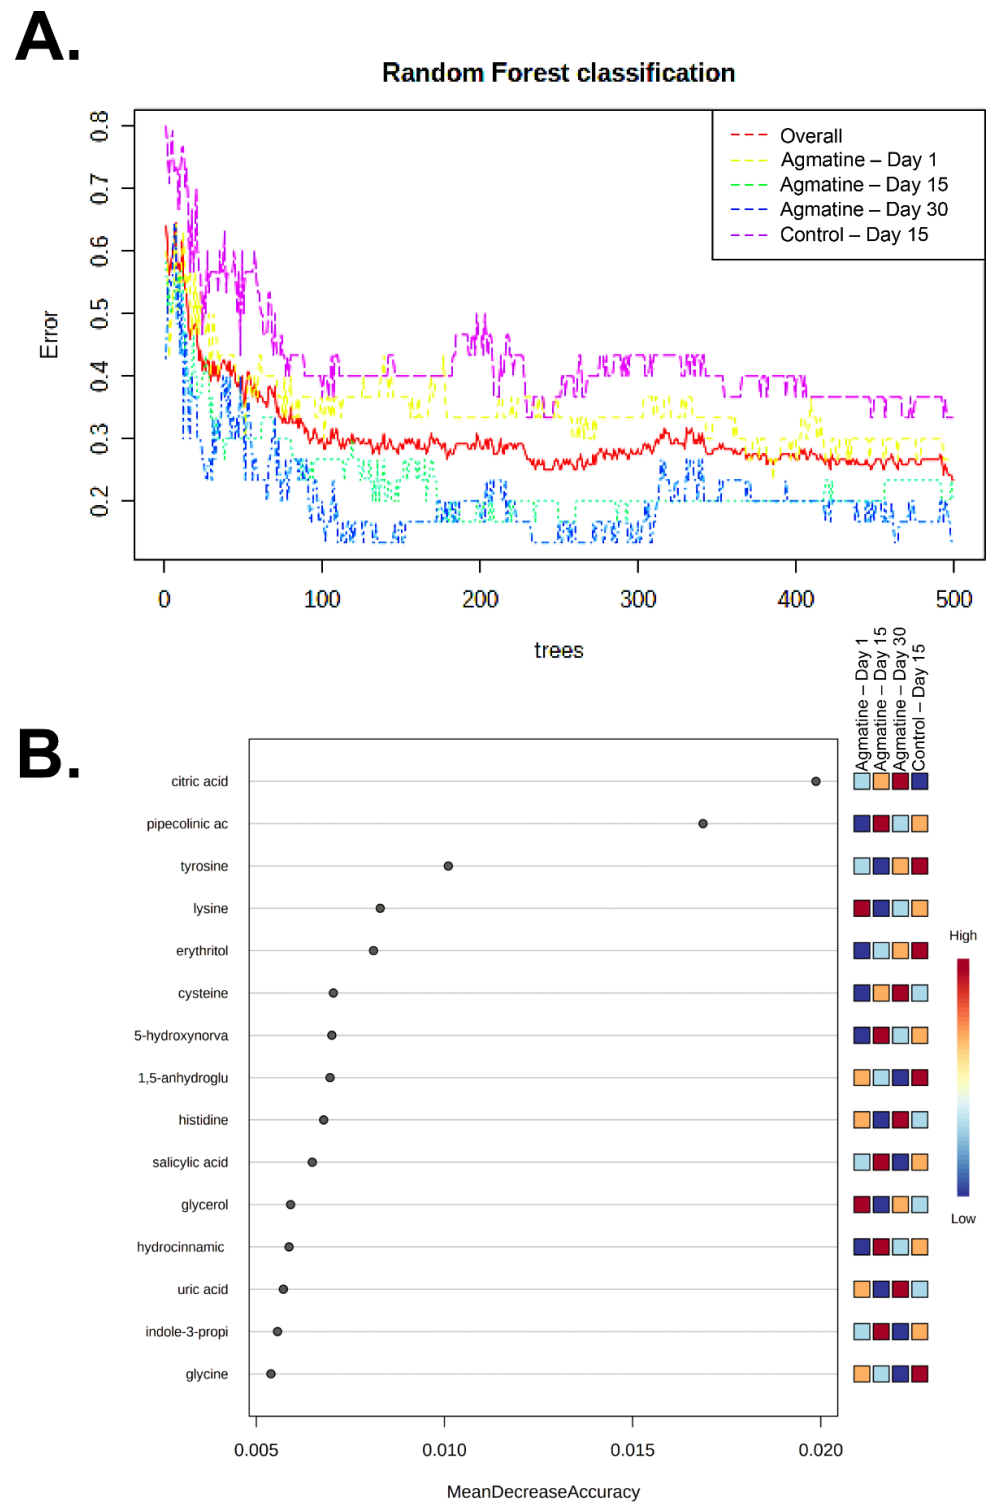 A.
Random Forest classification
Overall
Agmatine – Day 1
Agmatine – Day 15
Agmatine – Day 30
Control – Day 15
Error
0.8
0.7
0.6
0.5
0.4
0.3
0.2
0 100 200 300 400 500
trees
B.
Agmatine – Day 1
Agmatine – Day 15
Agmatine – Day 30
Control – Day 15
citric acid
pipecolinic ac
tyrosine
lysine
erythritol
cysteine
5-hydroxynorva
1,5-anhydroglu
histidine
salicylic acid
glycerol
hydrocinnamic
uric acid
indole-3-propi
glycine
High
Low
0.005 0.010 0.015 0.020
MeanDecreaseAccuracy